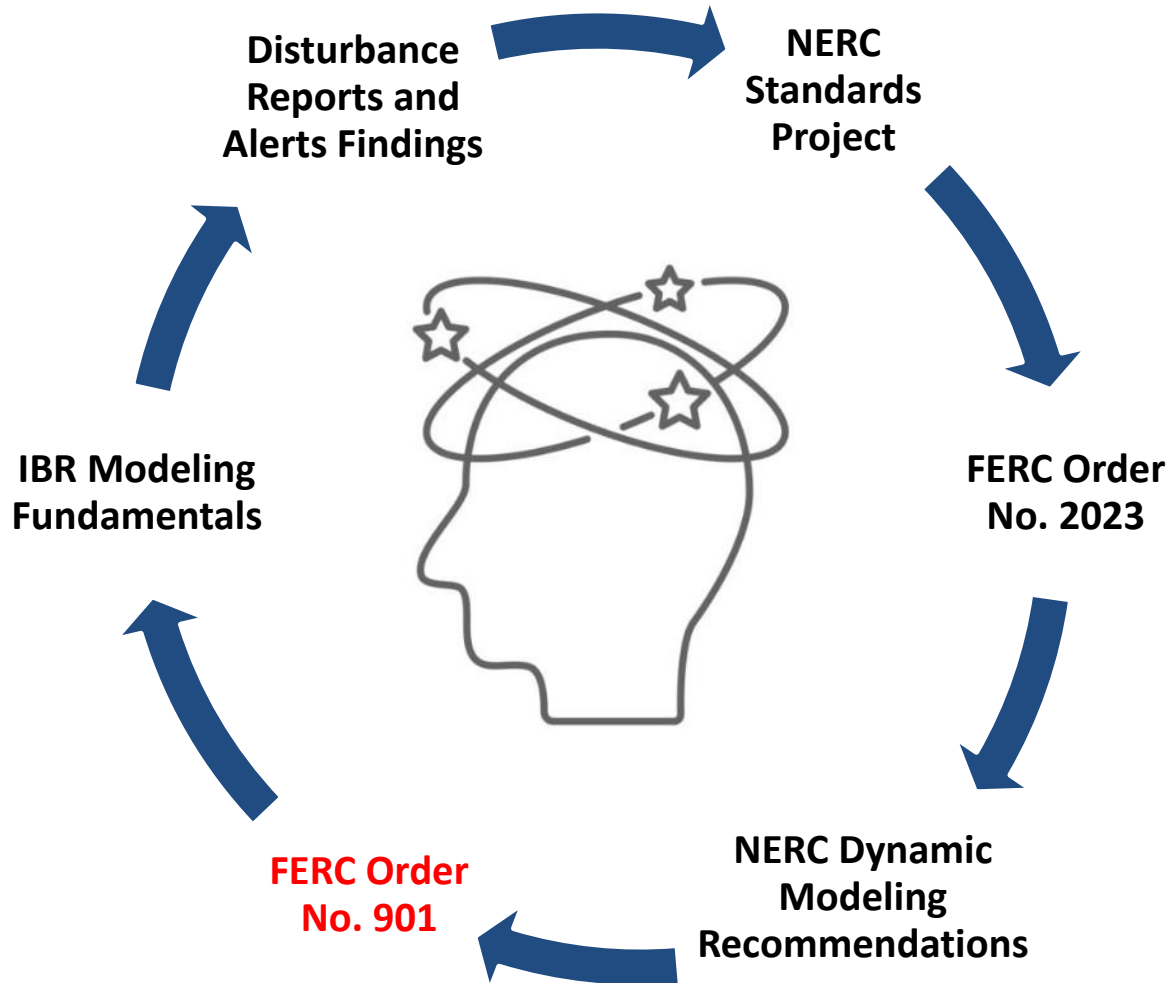 Disturbance
Reports and
Alerts Findings
NERC
Standards
Project
FERC Order
No. 2023
NERC Dynamic
Modeling
Recommendations
FERC Order
No. 901
IBR Modeling
Fundamentals